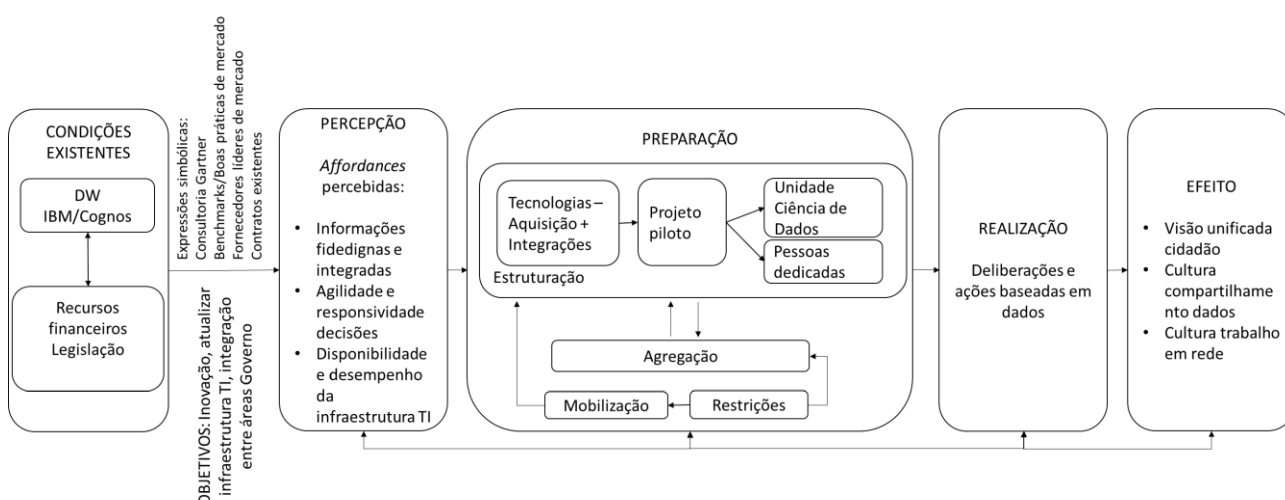 CONDIÇÕES
EXISTENTES
DW
IBM/Cognos
Recursos
financeiros
Legislação
Expressões simbólicas:
Consultoria Gartner
Benchmarks/Boas práticas de mercado
Fornecedores líderes de mercado
Contratos existentes
OBJETIVOS: Inovação, atualizar
infraestrutura TI, integração
entre áreas Governo
PERCEPÇÃO
Affordances
percebidas:
• Informações
fidedignas e
integradas
• Agilidade e
responsividade
decisões
• Disponibilidade
e desempenho
da
infraestrutura TI
PREPARAÇÃO
Tecnologias –
Aquisição +
Integrações
Projeto
piloto
Unidade
Ciência de
Dados
Pessoas
dedicadas
Estruturação
Agregação
Mobilização
Restrições
REALIZAÇÃO
Deliberações e
ações baseadas em
dados
EFEITO
• Visão unificada
cidadão
• Cultura
compartilhame
nto dados
• Cultura trabalho
em rede